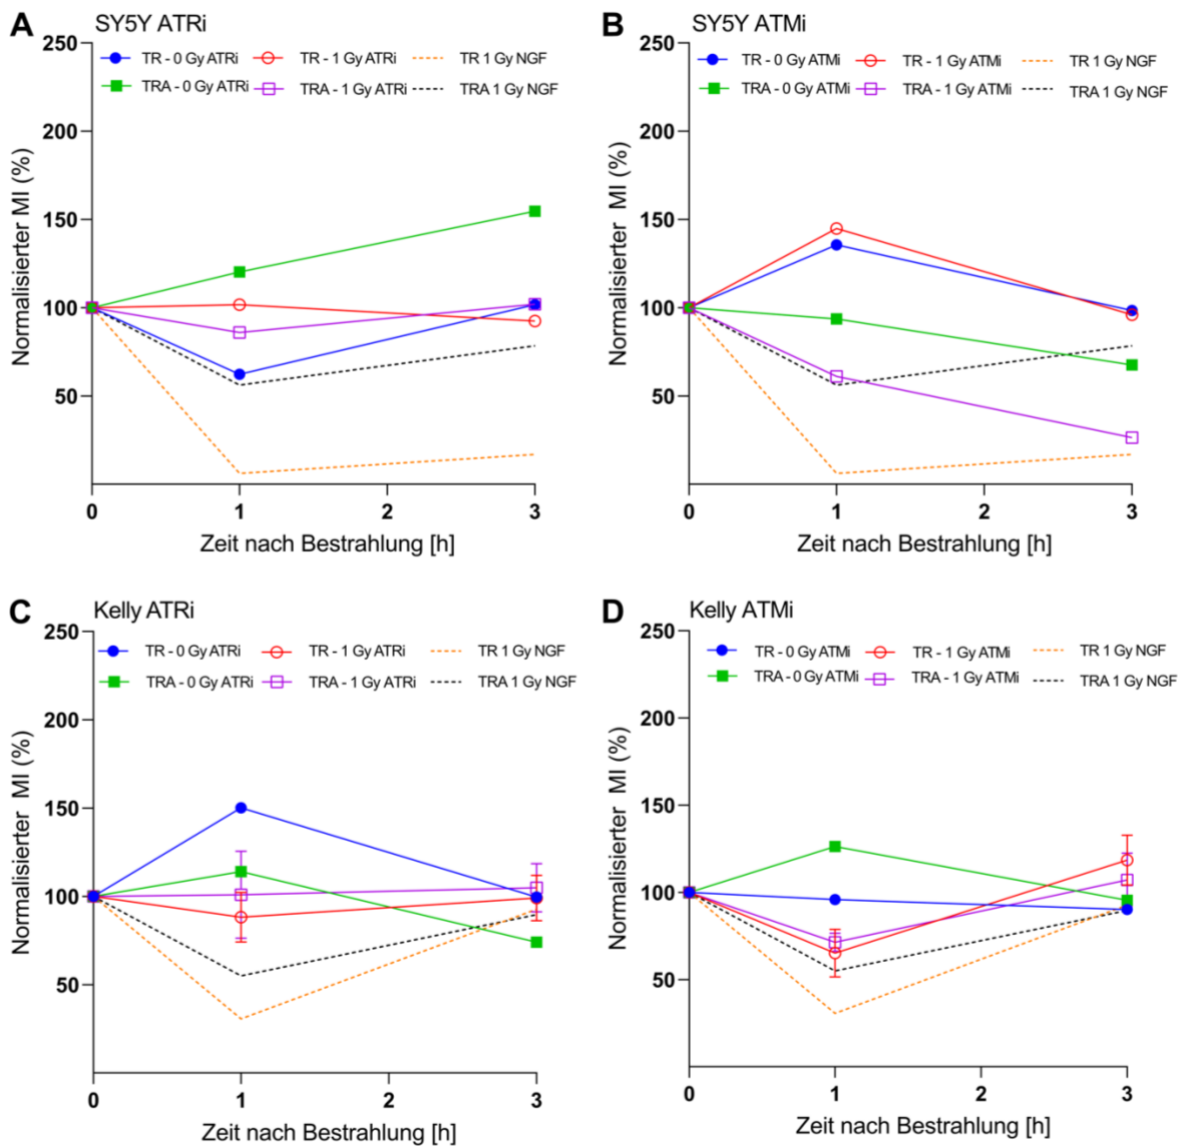 A SY5Y ATRi
250
200
150
100
50
Normalisierter MI (%)
TR - 0 Gy ATRi TR - 1 Gy ATRi TR 1 Gy NGF
TRA - 0 Gy ATRi TRA - 1 Gy ATRi TRA 1 Gy NGF
0 1 2 3
Zeit nach Bestrahlung [h]
B SY5Y ATMi
250
200
150
100
50
Normalisierter MI (%)
TR - 0 Gy ATMi TR - 1 Gy ATMi TR 1 Gy NGF
TRA - 0 Gy ATMi TRA - 1 Gy ATMi TRA 1 Gy NGF
0 1 2 3
Zeit nach Bestrahlung [h]
C Kelly ATRi
250
200
150
100
50
Normalisierter MI (%)
TR - 0 Gy ATRi TR - 1 Gy ATRi TR 1 Gy NGF
TRA - 0 Gy ATRi TRA - 1 Gy ATRi TRA 1 Gy NGF
0 1 2 3
Zeit nach Bestrahlung [h]
D Kelly ATMi
250
200
150
100
50
Normalisierter MI (%)
TR - 0 Gy ATMi TR - 1 Gy ATMi TR 1 Gy NGF
TRA - 0 Gy ATMi TRA - 1 Gy ATMi TRA 1 Gy NGF
0 1 2 3
Zeit nach Bestrahlung [h]